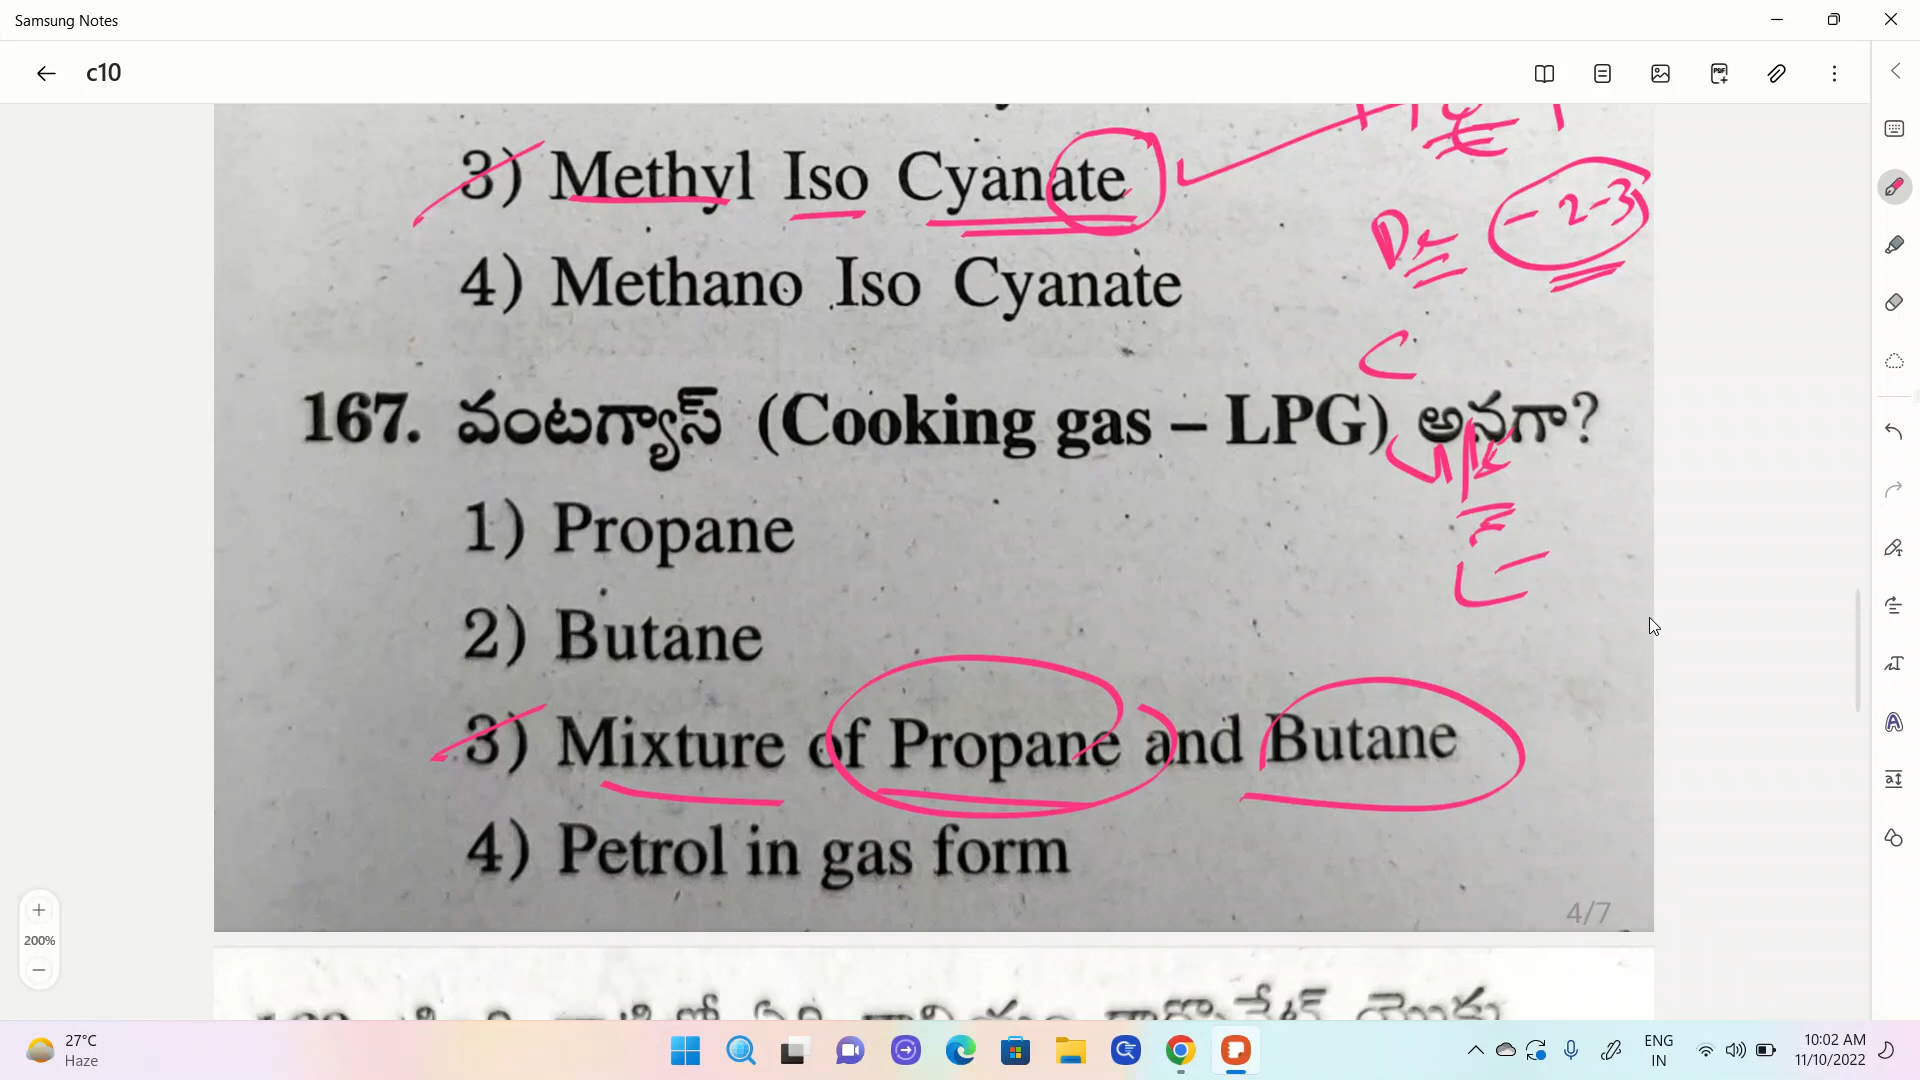 Samsung Notes
c10
3) Methyl Iso Cyanate
- 2-3
4) Methano Iso Cyanate
167. వంటగ్యాస్ (Cooking gas – LPG) అనగా?
1) Propane
2) Butane
3) Mixture of Propane and Butane
4) Petrol in gas form
4/7
200%
27°C
Haze
ENG
IN
10:02 AM
11/10/2022